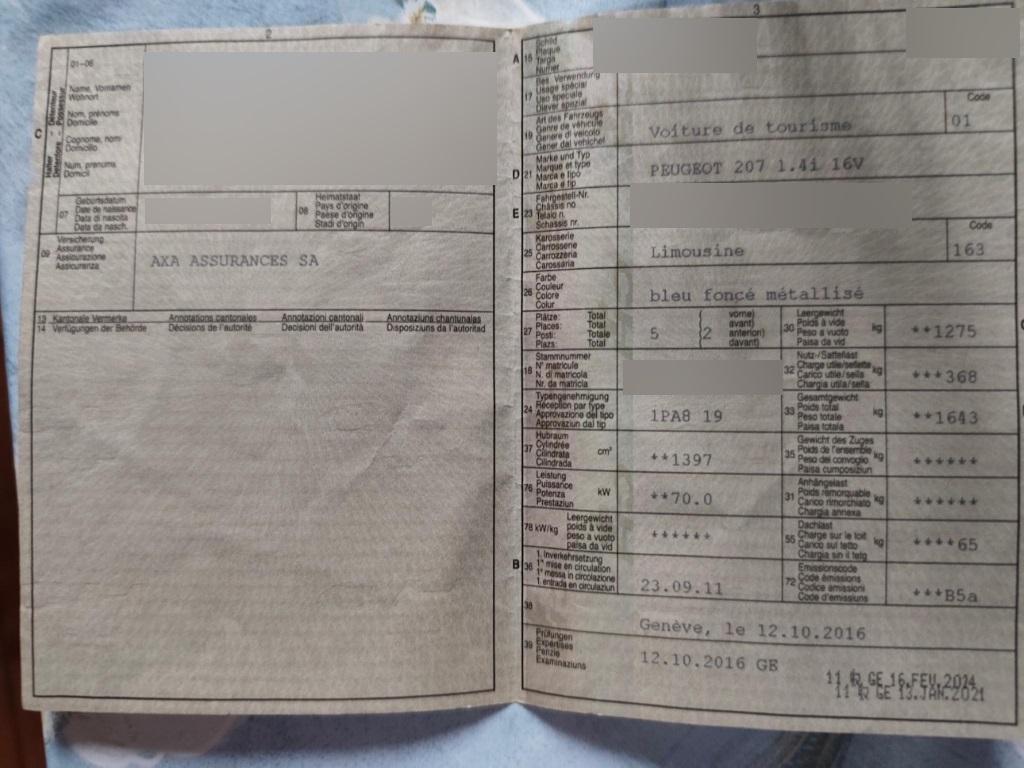 2
01-06
C
Halter
Détenteur
Detentore - Possessur
Name, Vornamen
Wohnort
Nom, prénoms
Domicile
Cognome, nomi
Domicilio
Num, prenums
Domicil
07
Geburtsdatum
Date de naissance
Data di nascita
Data da nasch.
08
Heimatstaat
Pays d'origine
Paese d'origine
Stadi d'origin
09
Versicherung
Assurance
Assicurazione
Assicuranza
AXA ASSURANCES SA
13 Kantonale Vermerke Annotations cantonales Annotazioni cantonali Annotaziuns chantunalas
14 Verfügungen der Behörde Décisions de l'autorité Decisioni dell'autorità Disposiziuns da l'autoritad
3
A 15
Schild
Plaque
Targa
Numer
17
Bes. Verwendung
Usage spécial
Uso speciale
Diever spezial
19
Art des Fahrzeugs
Genre de véhicule
Genere di veicolo
Gener dal vehichel
Voiture de tourisme
Code
01
D 21
Marke und Typ
Marque et type
Marca e tipo
Marca e tip
PEUGEOT 207 1.4i 16V
E 23
Fahrgestell-Nr.
Châssis no
Telaio n.
Schassis nr.
25
Karosserie
Carrosserie
Carrozzeria
Carossaria
Limousine
Code
163
26
Farbe
Couleur
Colore
Colur
bleu foncé métallisé
27
Plätze: Total
Places: Total
Posti: Totale
Plazs: Total
5
2
vorne)
avant)
anteriori)
davant)
30
Leergewicht
Poids à vide
Peso a vuoto
Paisa da vid
kg
**1275
18
Stammnummer
N° matricule
N. di matricola
Nr. da matricla
32
Nutz-/Sattellast
Charge utile/sellette
Carico utile/sella
Chargia utila/sella
kg
***368
24
Typengenehmigung
Réception par type
Approvazione del tipo
Approvaziun dal tip
1PA8 19
33
Gesamtgewicht
Poids total
Peso totale
Paisa totala
kg
**1643
37
Hubraum
Cylindrée
Cilindrata
Cilindrada
cm³
**1397
35
Gewicht des Zuges
Poids de l'ensemble
Peso del convoglio
Paisa cumposiziun
kg
******
76
Leistung
Puissance
Potenza
Prestaziun
kW
**70.0
31
Anhängelast
Poids remorquable
Carico rimorchiato
Chargia annexa
kg
******
78 kW/kg
Leergewicht
poids à vide
peso a vuoto
paisa da vid
******
55
Dachlast
Charge sur le toit
Carico sul tetto
Chargia sin il tetg
kg
****65
B 36
1. Inverkehrsetzung
1re mise en circulation
1a messa in circolazione
1. entrada en circulaziun
23.09.11
72
Emissionscode
Code émissions
Codice emissioni
Code d'emissiuns
***B5a
38
Genève, le 12.10.2016
39
Prüfungen
Expertises
Perizie
Examinaziuns
12.10.2016 GE
11 GE 16.FEV.2014
11 GE 13.JAN.2021